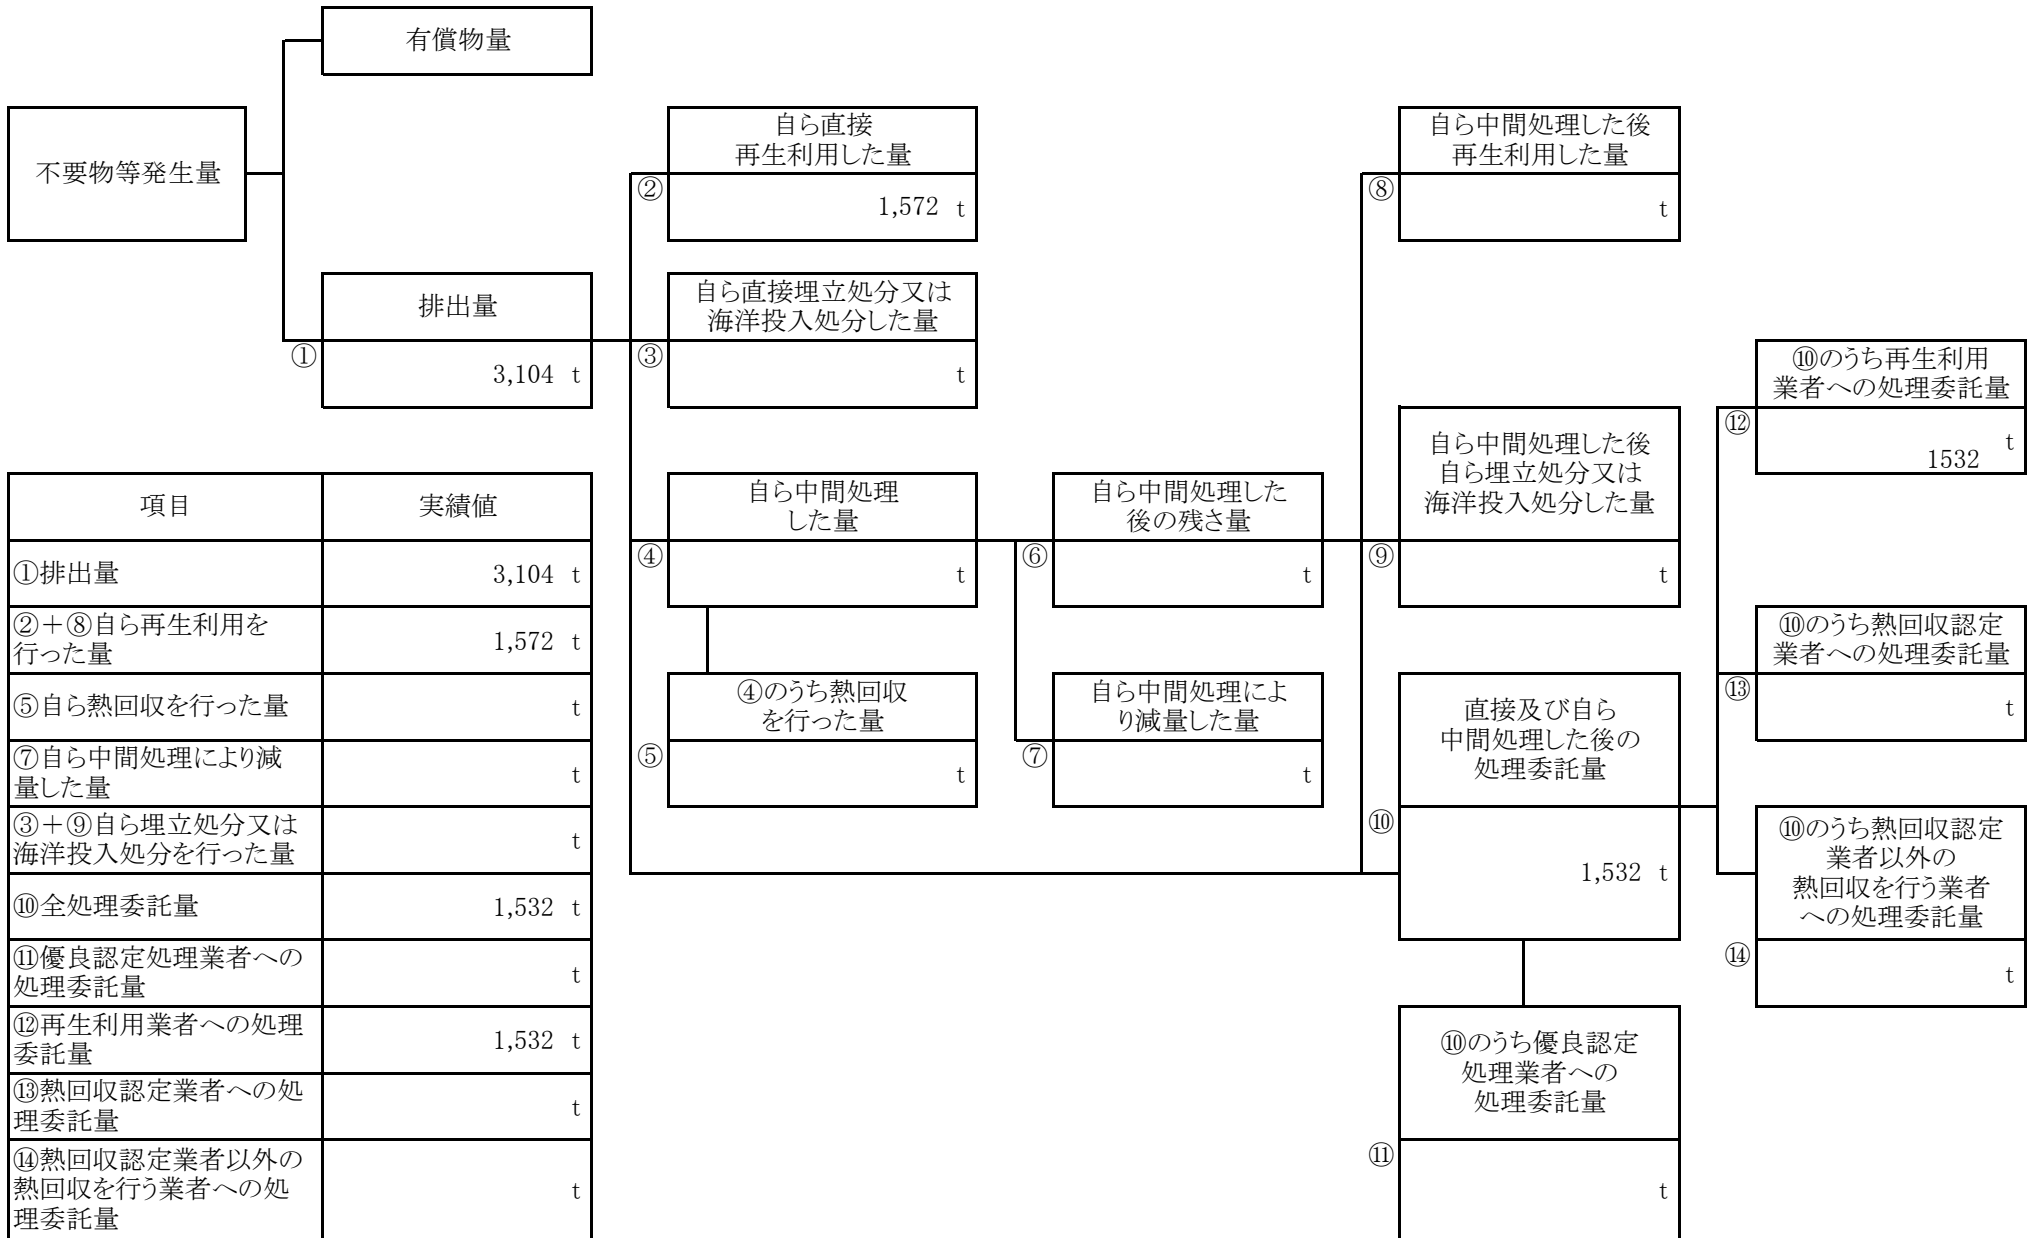 有償物量
不要物等発生量
自ら直接
再生利用した量
②
1,572 t
自ら中間処理した後
再生利用した量
⑧
t
排出量
①
3,104 t
自ら直接埋立処分又は
海洋投入処分した量
③
t
⑩のうち再生利用
業者への処理委託量
⑫
t
1532
自ら中間処理した後
自ら埋立処分又は
海洋投入処分した量
⑨
t
自ら中間処理
した量
④
t
自ら中間処理した
後の残さ量
⑥
t
⑩のうち熱回収認定
業者への処理委託量
⑬
t
④のうち熱回収
を行った量
⑤
t
自ら中間処理によ
り減量した量
⑦
t
直接及び自ら
中間処理した後の
処理委託量
⑩
1,532 t
⑩のうち熱回収認定
業者以外の
熱回収を行う業者
への処理委託量
⑭
t
⑩のうち優良認定
処理業者への
処理委託量
⑪
t
項目 実績値
①排出量 3,104 t
②＋⑧自ら再生利用を
行った量 1,572 t
⑤自ら熱回収を行った量 t
⑦自ら中間処理により減
量した量 t
③＋⑨自ら埋立処分又は
海洋投入処分を行った量 t
⑩全処理委託量 1,532 t
⑪優良認定処理業者への
処理委託量 t
⑫再生利用業者への処理
委託量 1,532 t
⑬熱回収認定業者への処
理委託量 t
⑭熱回収認定業者以外の
熱回収を行う業者への処
理委託量 t